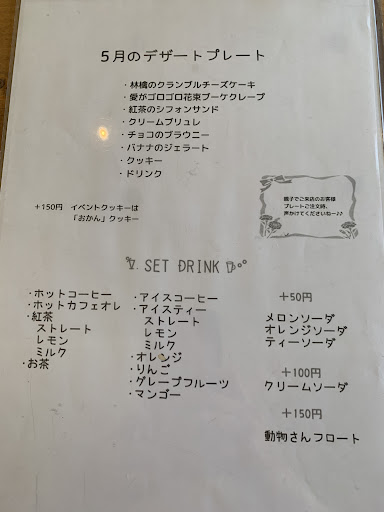 5月のデザートプレート
・林檎のクランブルチーズケーキ
・愛がゴロゴロ花束ブーケクレープ
・紅茶のシフォンサンド
・クリームブリュレ
・チョコのブラウニー
・バナナのジェラート
・クッキー
・ドリンク
+150円 イベントクッキーは
「おかん」クッキー
親子でご来店のお客様
プレートご注文時、
声かけてくださいねー♪♪
SET DRINK
・ホットコーヒー
・ホットカフェオレ
・紅茶
ストレート
レモン
ミルク
・お茶
・アイスコーヒー
・アイスティー
ストレート
レモン
ミルク
・オレンジ
・りんご
・グレープフルーツ
・マンゴー
+50円
メロンソーダ
オレンジソーダ
ティーソーダ
+100円
クリームソーダ
+150円
動物さんフロート